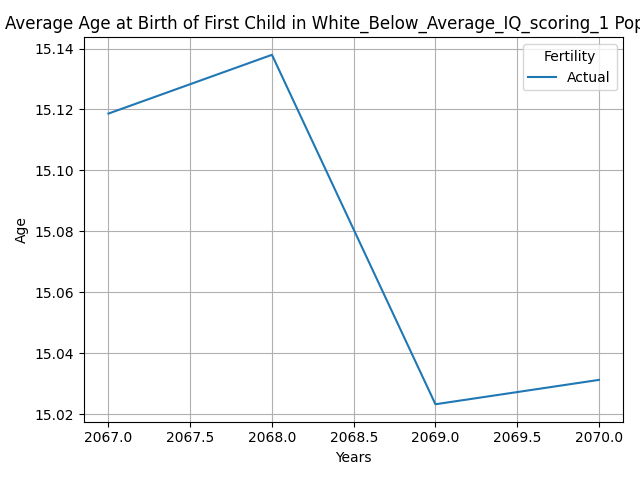 Average Age at Birth of First Child in White_Below_Average_IQ_scoring_1 Pop
Fertility
Actual
15.14
15.12
15.10
15.08
15.06
15.04
15.02
Age
2067.0 2067.5 2068.0 2068.5 2069.0 2069.5 2070.0
Years